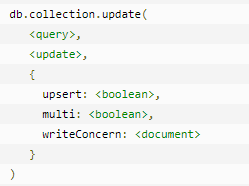 db.collection.update(
<query>,
<update>,
{
upsert: <boolean>,
multi: <boolean>,
writeConcern: <document>
}
)